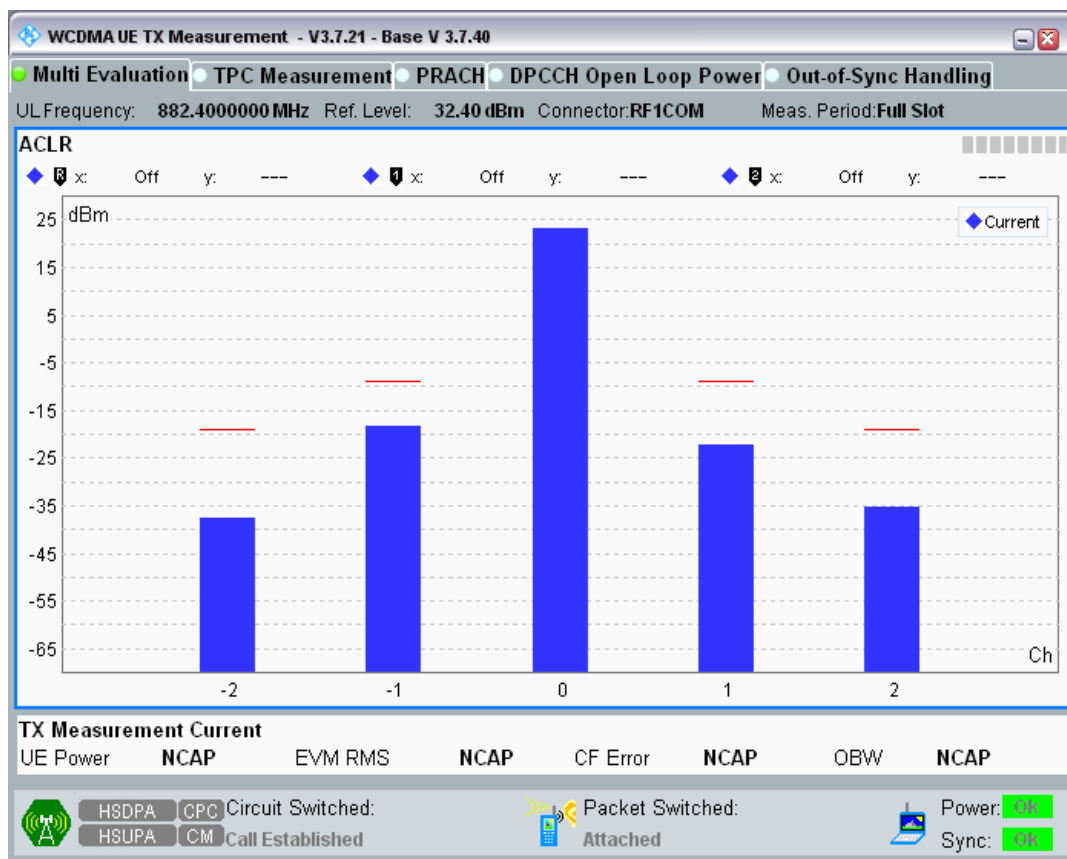 WCDMA UE TX Measurement - V3.7.21 - Base V 3.7.40
Multi Evaluation TPC Measurement PRACH DPCCH Open Loop Power Out-of-Sync Handling
UL Frequency: 882.4000000 MHz Ref. Level: 32.40 dBm Connector:RF1COM Meas. Period:Full Slot
ACLR
R x: Off y: --- 1 x: Off y: --- 2 x: Off y: ---
dBm
Current
25
15
5
-5
-15
-25
-35
-45
-55
-65
Ch
-2 -1 0 1 2
TX Measurement Current
UE Power NCAP EVM RMS NCAP CF Error NCAP OBW NCAP
HSDPA CPC Circuit Switched: Packet Switched: Power: Ok
HSUPA CM Call Established Attached Sync: Ok